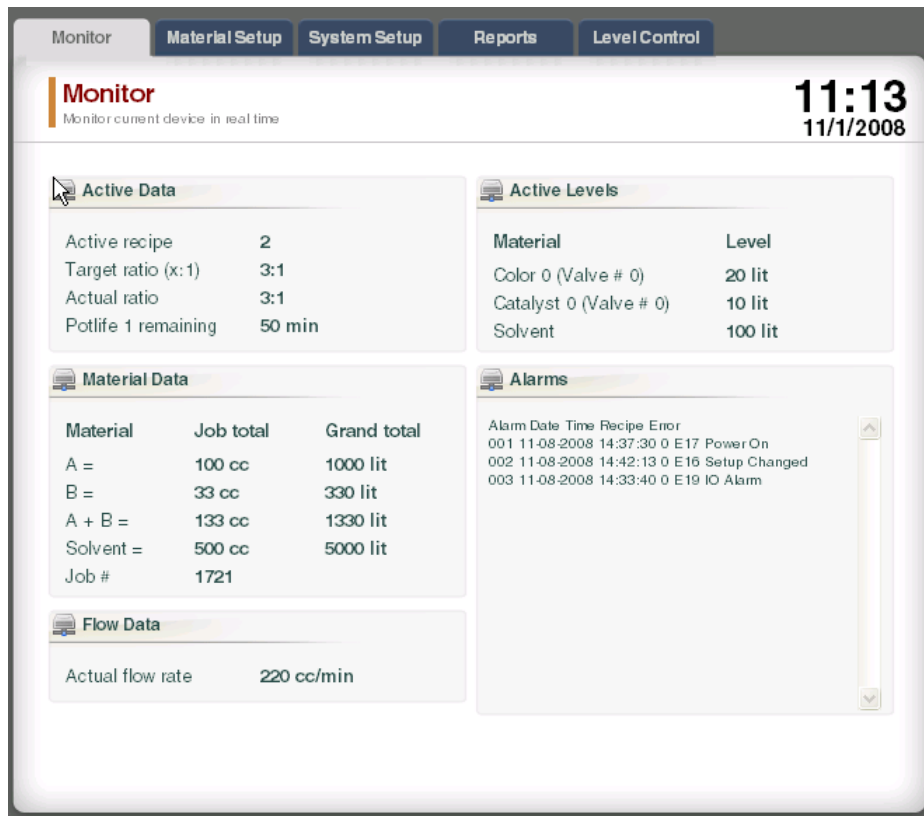 Monitor Material Setup System Setup Reports Level Control
Monitor
Monitor current device in real time
11:13
11/1/2008
Active Data
Active recipe 2
Target ratio (x:1) 3:1
Actual ratio 3:1
Potlife 1 remaining 50 min
Active Levels
Material Level
Color 0 (Valve # 0) 20 lit
Catalyst 0 (Valve # 0) 10 lit
Solvent 100 lit
Material Data
Material Job total Grand total
A = 100 cc 1000 lit
B = 33 cc 330 lit
A + B = 133 cc 1330 lit
Solvent = 500 cc 5000 lit
Job # 1721
Alarms
Alarm Date Time Recipe Error
001 11-08-2008 14:37:30 0 E17 Power On
002 11-08-2008 14:42:13 0 E16 Setup Changed
003 11-08-2008 14:33:40 0 E19 IO Alarm
Flow Data
Actual flow rate 220 cc/min